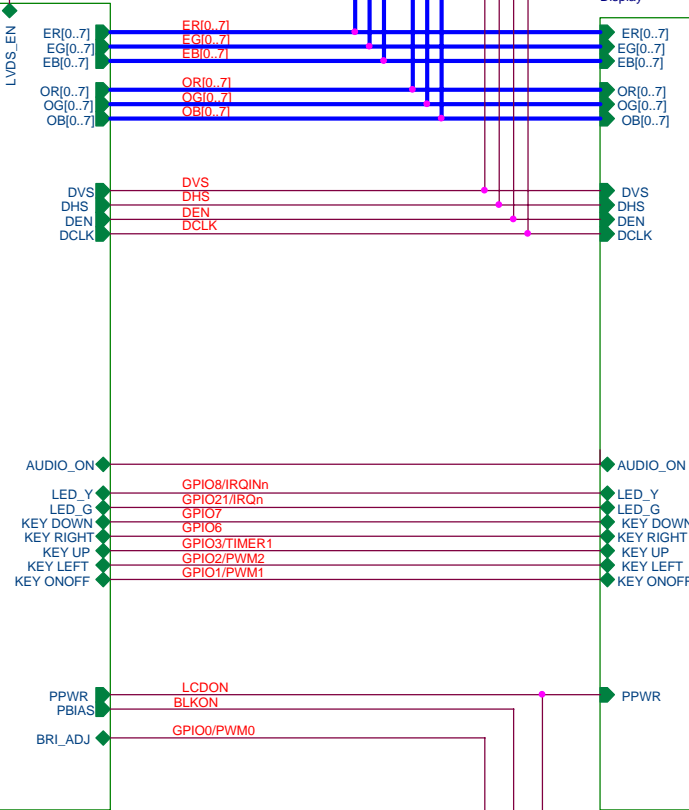 Display
LVDS_EN
ER[0..7] ER[0..7] ER[0..7]
EG[0..7] EG[0..7] EG[0..7]
EB[0..7] EB[0..7] EB[0..7]
OR[0..7] OR[0..7] OR[0..7]
OG[0..7] OG[0..7] OG[0..7]
OB[0..7] OB[0..7] OB[0..7]
DVS DVS DVS
DHS DHS DHS
DEN DEN DEN
DCLK DCLK DCLK
AUDIO_ON AUDIO_ON
LED_Y GPIO8/IRQINn LED_Y
LED_G GPIO21/IRQn LED_G
KEY DOWN GPIO7 KEY DOWN
KEY RIGHT GPIO6 KEY RIGHT
KEY UP GPIO3/TIMER1 KEY UP
KEY LEFT GPIO2/PWM2 KEY LEFT
KEY ONOFF GPIO1/PWM1 KEY ONOFF
PPWR LCDON PPWR
PBIAS BLKON
BRI_ADJ GPIO0/PWM0